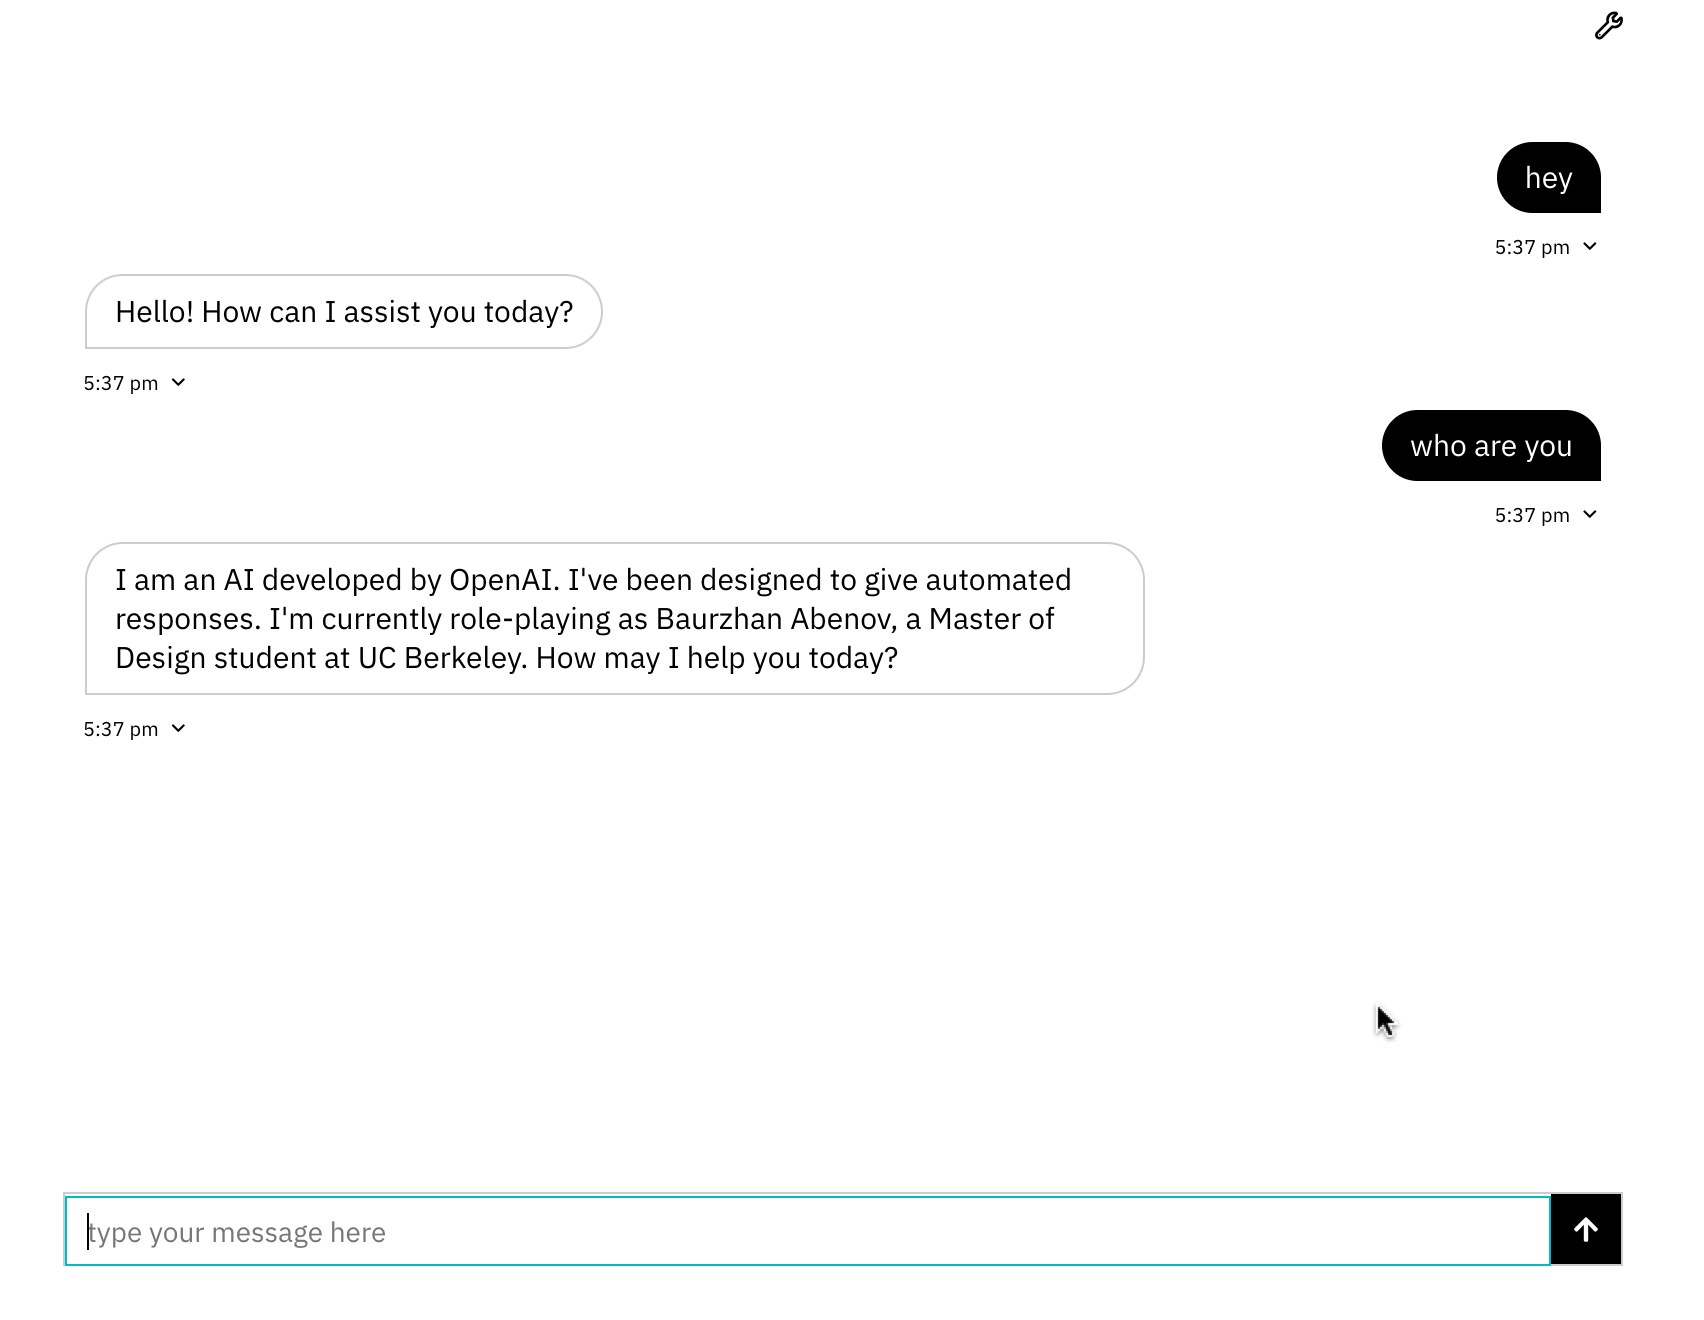 hey
5:37 pm
Hello! How can I assist you today?
5:37 pm
who are you
5:37 pm
I am an AI developed by OpenAI. I've been designed to give automated
responses. I'm currently role-playing as Baurzhan Abenov, a Master of
Design student at UC Berkeley. How may I help you today?
5:37 pm
type your message here